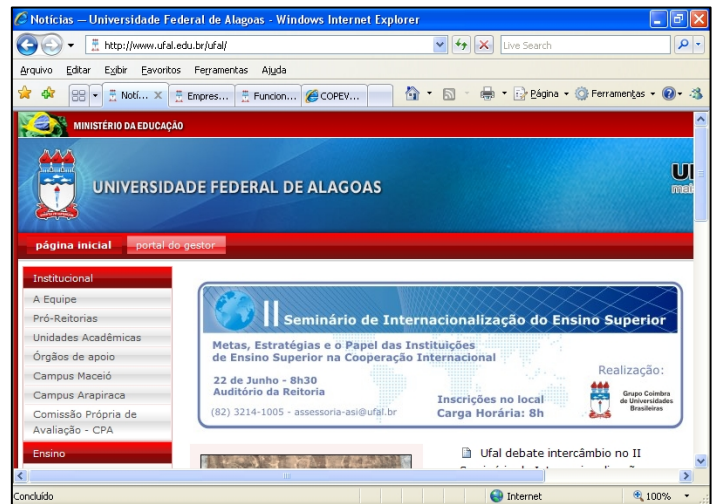 Notícias — Universidade Federal de Alagoas - Windows Internet Explorer
http://www.ufal.edu.br/ufal/
Live Search
Arquivo Editar Exibir Favoritos Ferramentas Ajuda
Notí... Empres... Funcion... COPEV... Página Ferramentas
MINISTÉRIO DA EDUCAÇÃO
UNIVERSIDADE FEDERAL DE ALAGOAS
página inicial portal do gestor
Institucional
A Equipe
Pró-Reitorias
Unidades Acadêmicas
Órgãos de apoio
Campus Maceió
Campus Arapiraca
Comissão Própria de
Avaliação - CPA
Ensino
II Seminário de Internacionalização do Ensino Superior
Metas, Estratégias e o Papel das Instituições
de Ensino Superior na Cooperação Internacional
22 de Junho - 8h30
Auditório da Reitoria
(82) 3214-1005 - assessoria-asi@ufal.br
Inscrições no local
Carga Horária: 8h
Realização:
Grupo Coimbra
de Universidades
Brasileiras
Ufal debate intercâmbio no II
Concluído Internet 100%